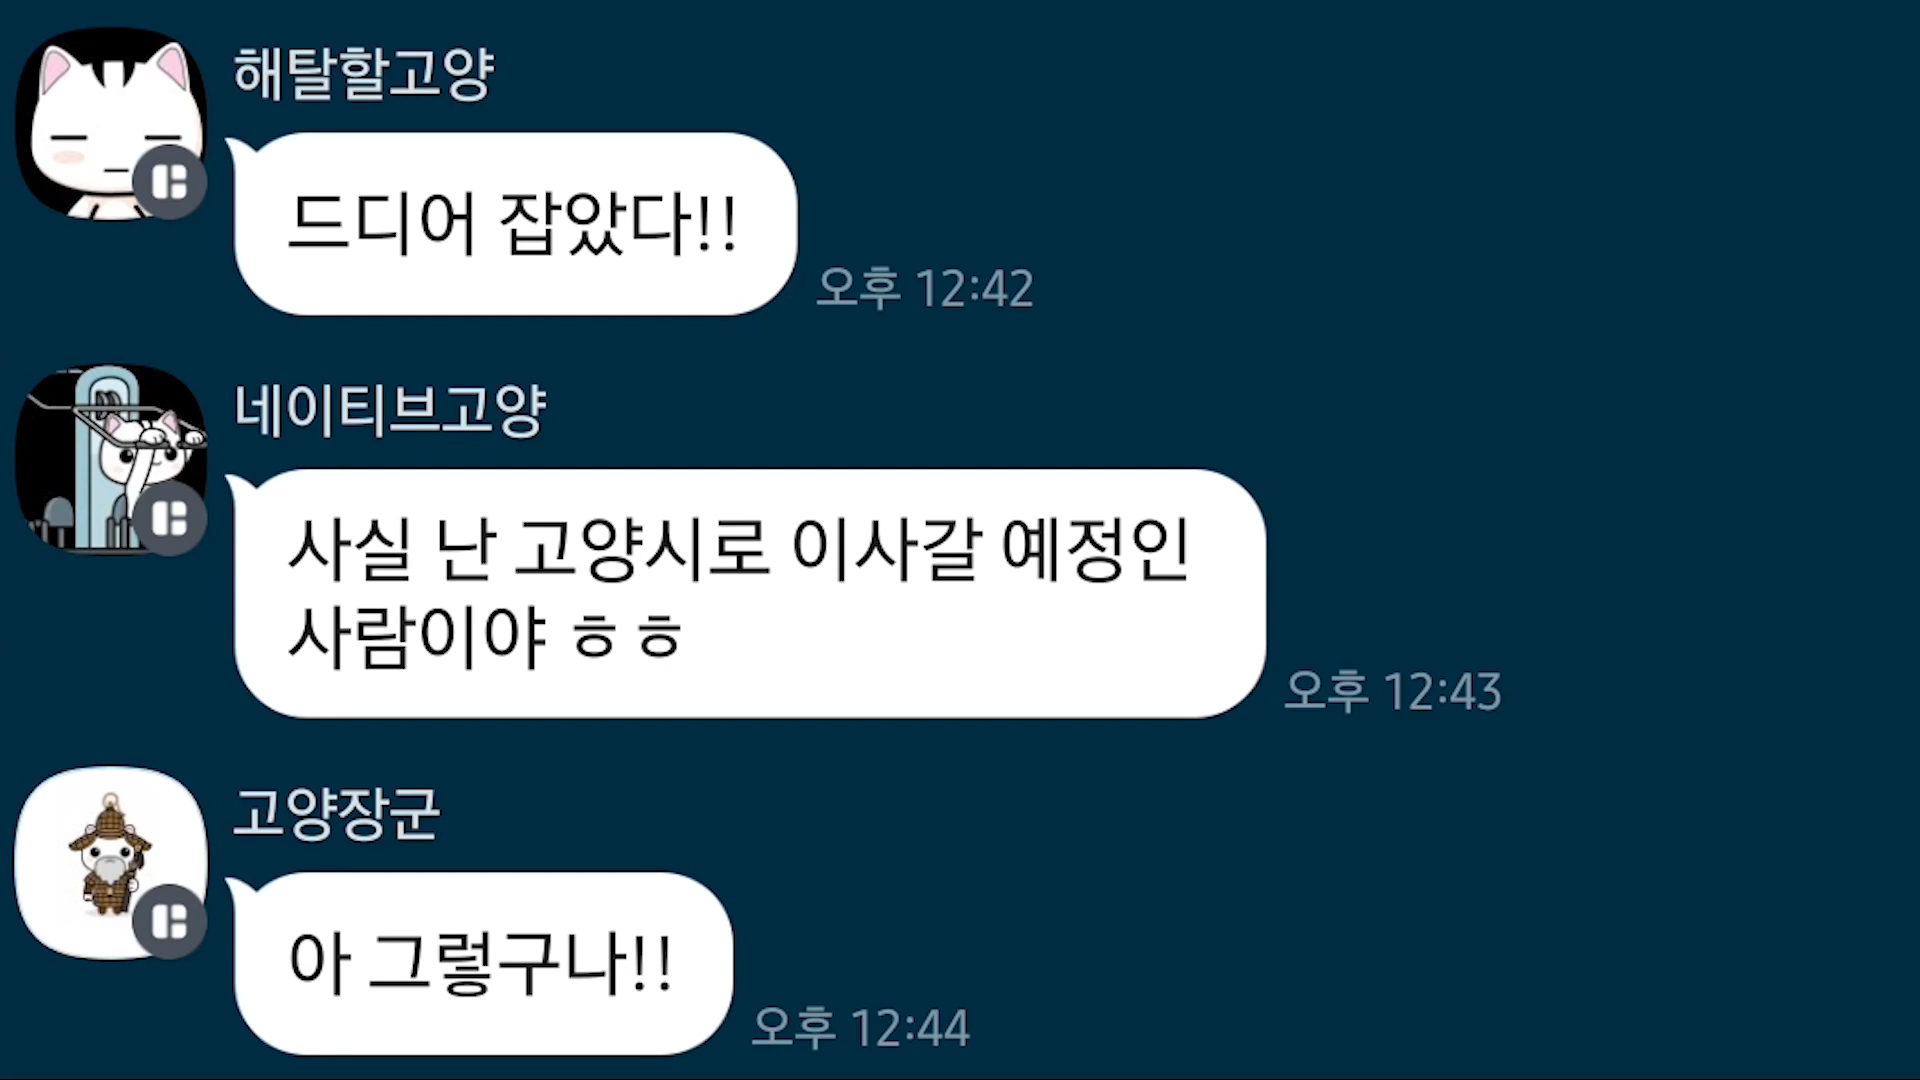 해탈할고양
드디어 잡았다!!
오후 12:42
네이티브고양
사실 난 고양시로 이사갈 예정인
사람이야 ㅎㅎ
오후 12:43
고양장군
아 그렇구나!!
오후 12:44